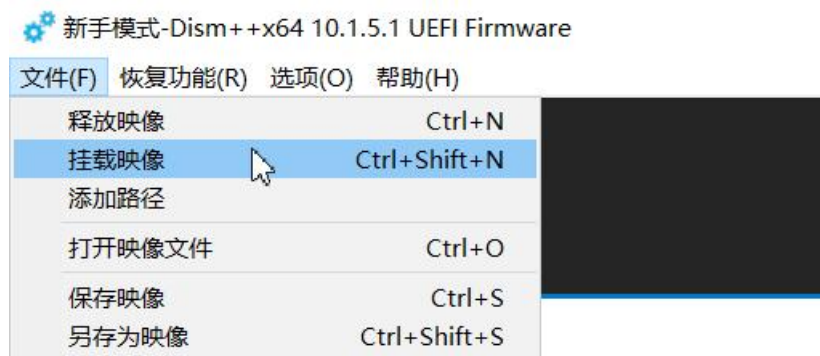 新手模式-Dism++x64 10.1.5.1 UEFI Firmware
文件(F) 恢复功能(R) 选项(O) 帮助(H)
释放映像 Ctrl+N
挂载映像 Ctrl+Shift+N
添加路径
打开映像文件 Ctrl+O
保存映像 Ctrl+S
另存为映像 Ctrl+Shift+S